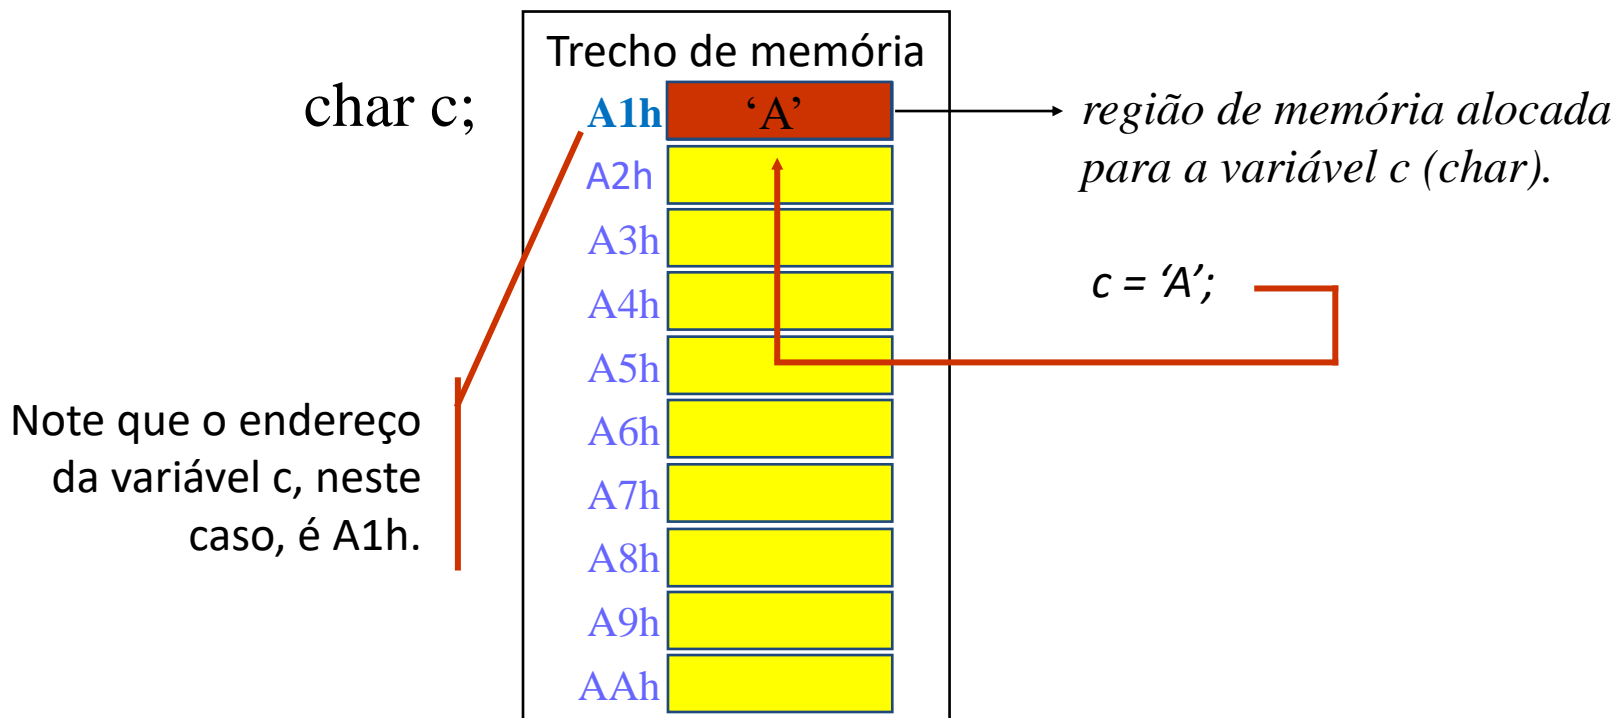 Trecho de memória
char c;
A1h
‘A’
região de memória alocada
para a variável c (char).
A2h
A3h
c = ‘A’;
A4h
A5h
Note que o endereço
da variável c, neste
caso, é A1h.
A6h
A7h
A8h
A9h
AAh